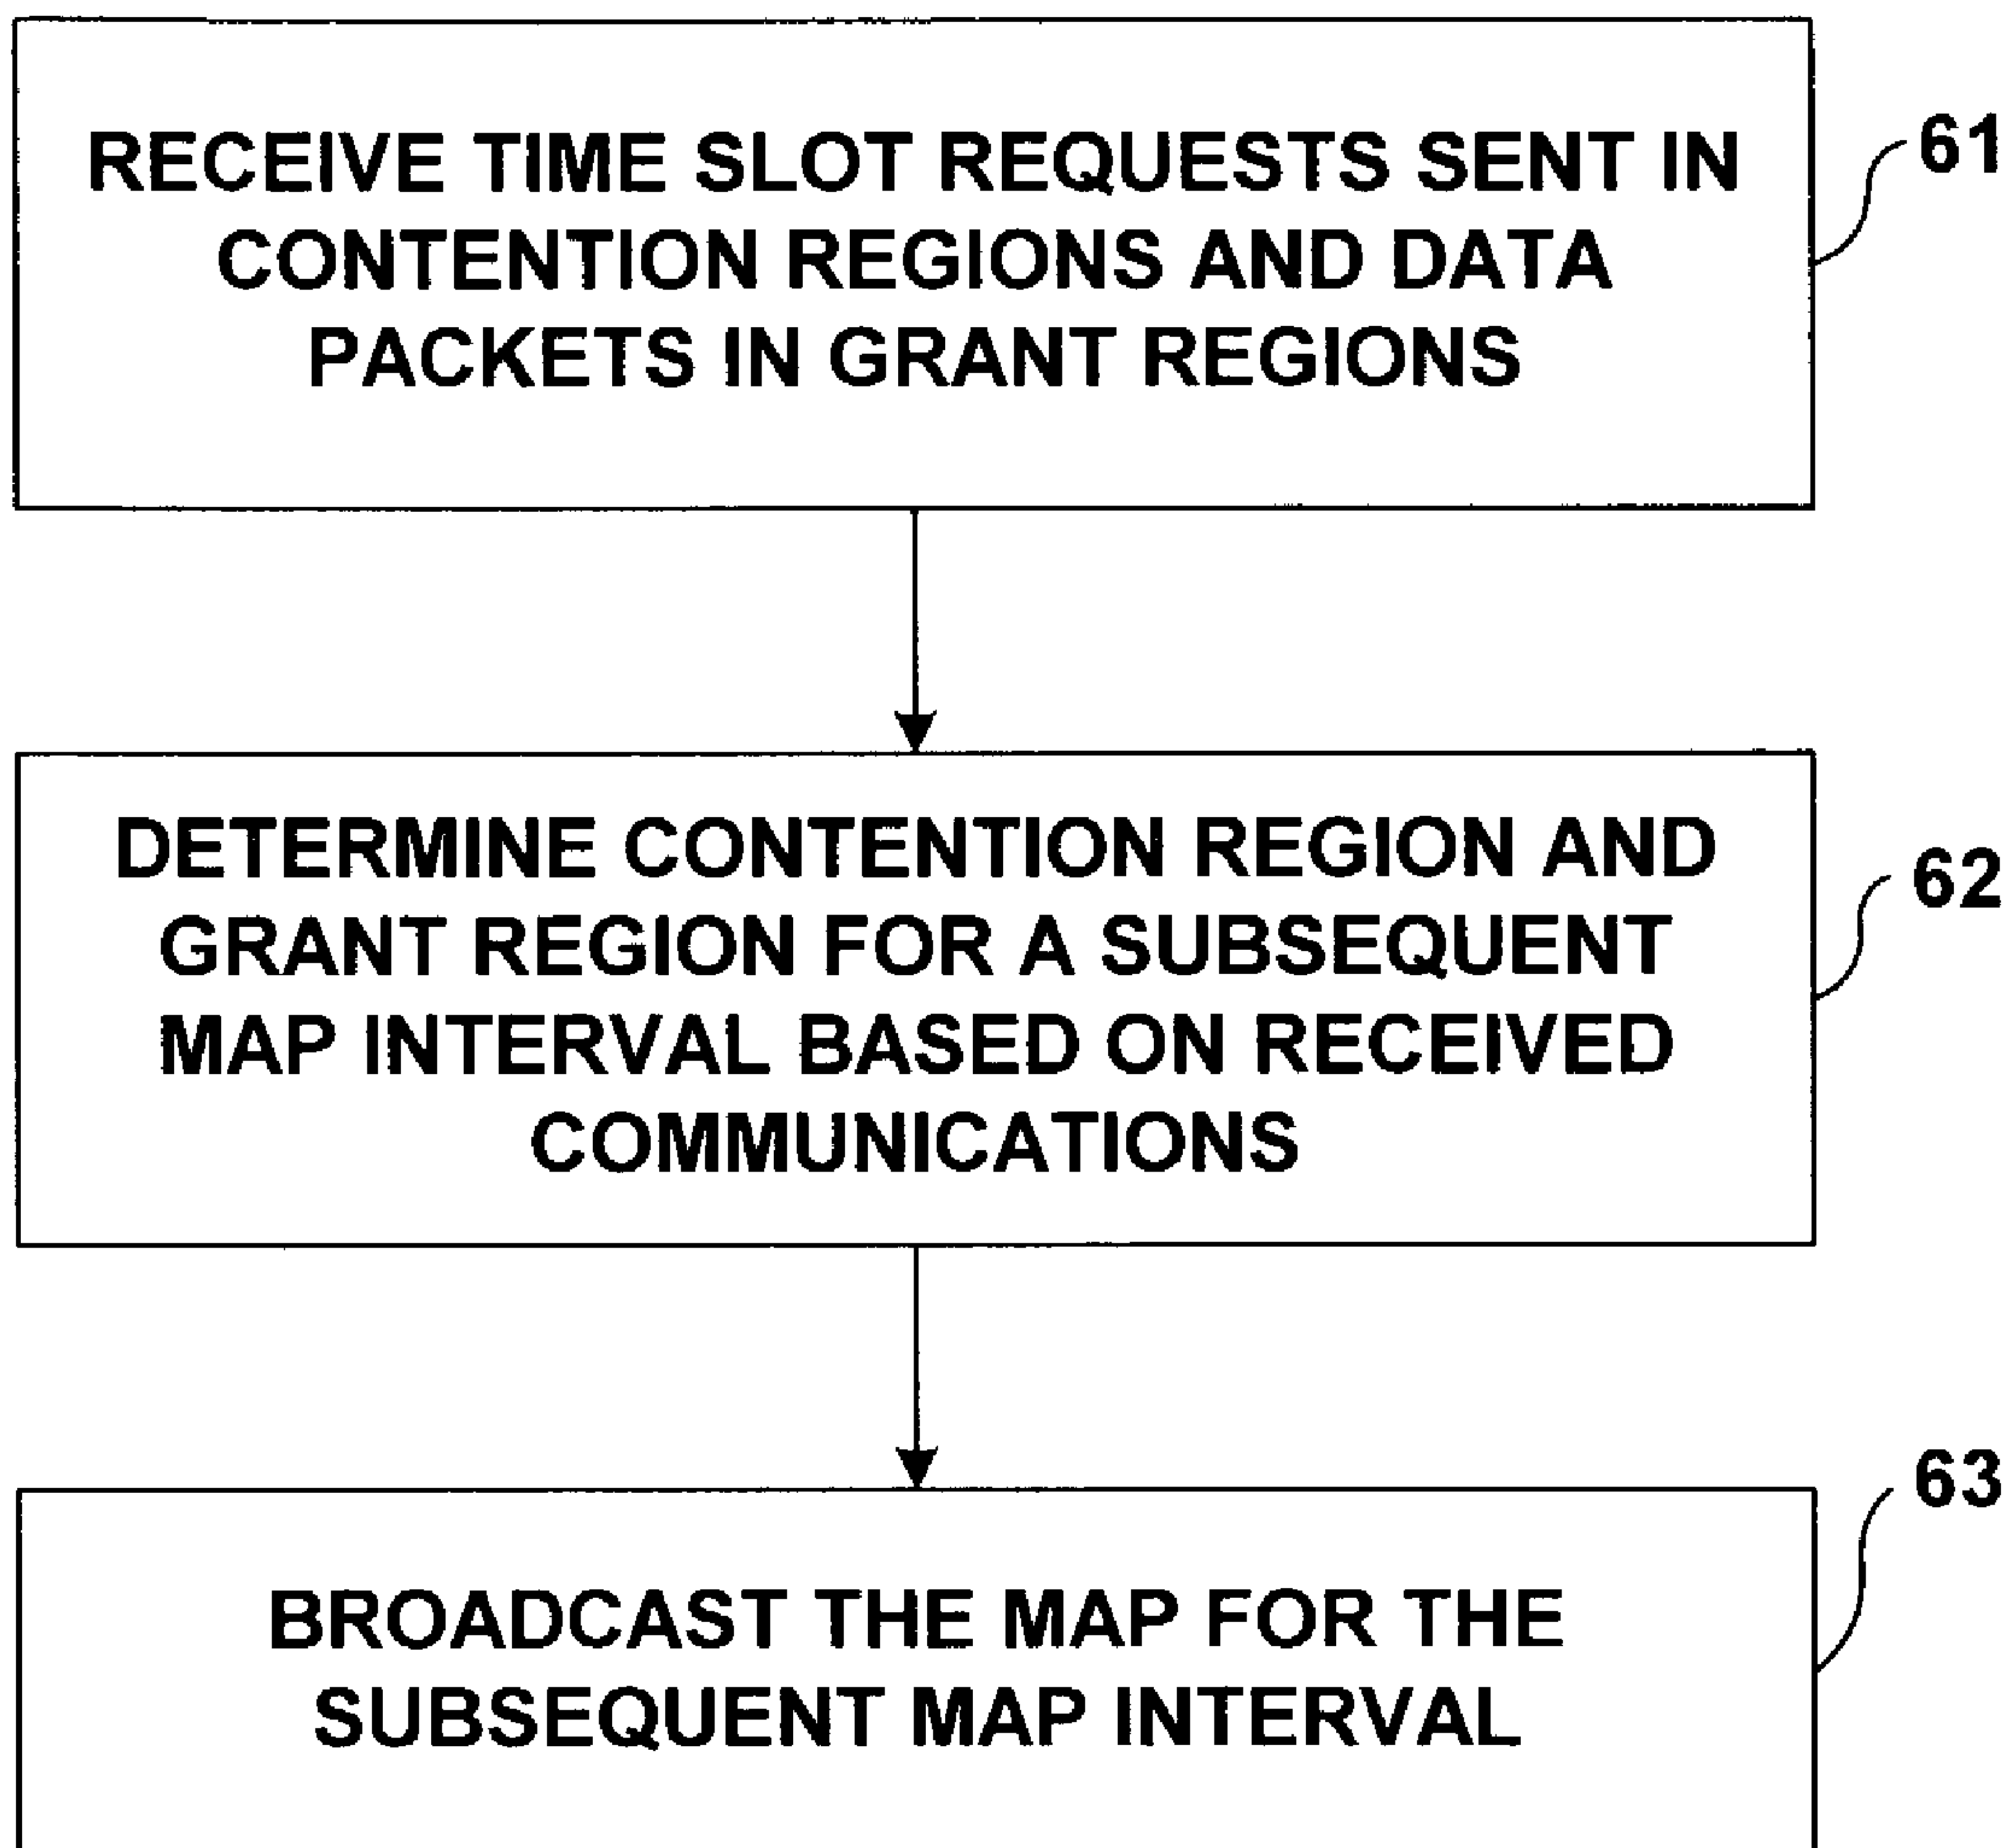 RECEIVE TIME SLOT REQUESTS SENT IN
CONTENTION REGIONS AND DATA
PACKETS IN GRANT REGIONS
61
DETERMINE CONTENTION REGION AND
GRANT REGION FOR A SUBSEQUENT
MAP INTERVAL BASED ON RECEIVED
COMMUNICATIONS
62
BROADCAST THE MAP FOR THE
SUBSEQUENT MAP INTERVAL
63